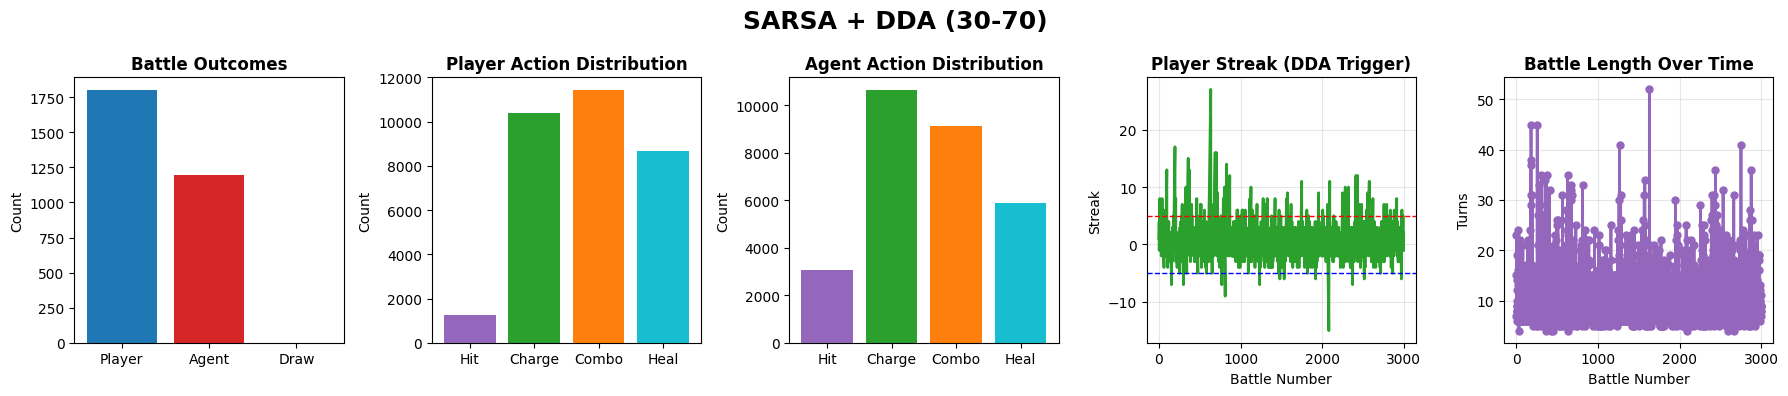 SARSA + DDA (30-70)
Battle Outcomes
Count
1750
1500
1250
1000
750
500
250
0
Player Agent Draw
Player Action Distribution
Count
12000
10000
8000
6000
4000
2000
0
Hit Charge Combo Heal
Agent Action Distribution
Count
10000
8000
6000
4000
2000
0
Hit Charge Combo Heal
Player Streak (DDA Trigger)
Streak
20
10
0
−10
0 1000 2000 3000
Battle Number
Battle Length Over Time
Turns
50
40
30
20
10
0 1000 2000 3000
Battle Number